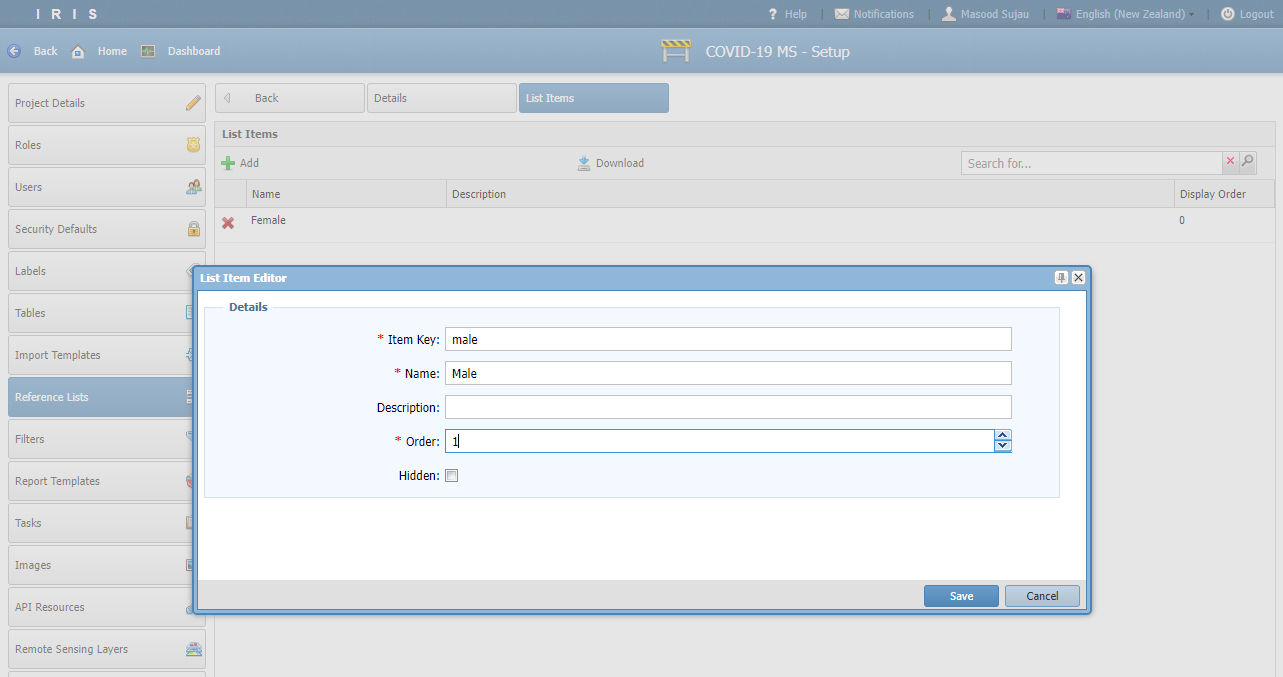 I R I S
? Help | Notifications | Masood Sujau | English (New Zealand) | Logout
Back Home Dashboard COVID-19 MS - Setup
Project Details
Roles
Users
Security Defaults
Labels
Tables
Import Templates
Reference Lists
Filters
Report Templates
Tasks
Images
API Resources
Remote Sensing Layers
Back Details List Items
List Items
Add Download Search for...
Name Description Display Order
Female 0
List Item Editor
Details
* Item Key: male
* Name: Male
Description:
* Order: 1
Hidden:
Save Cancel